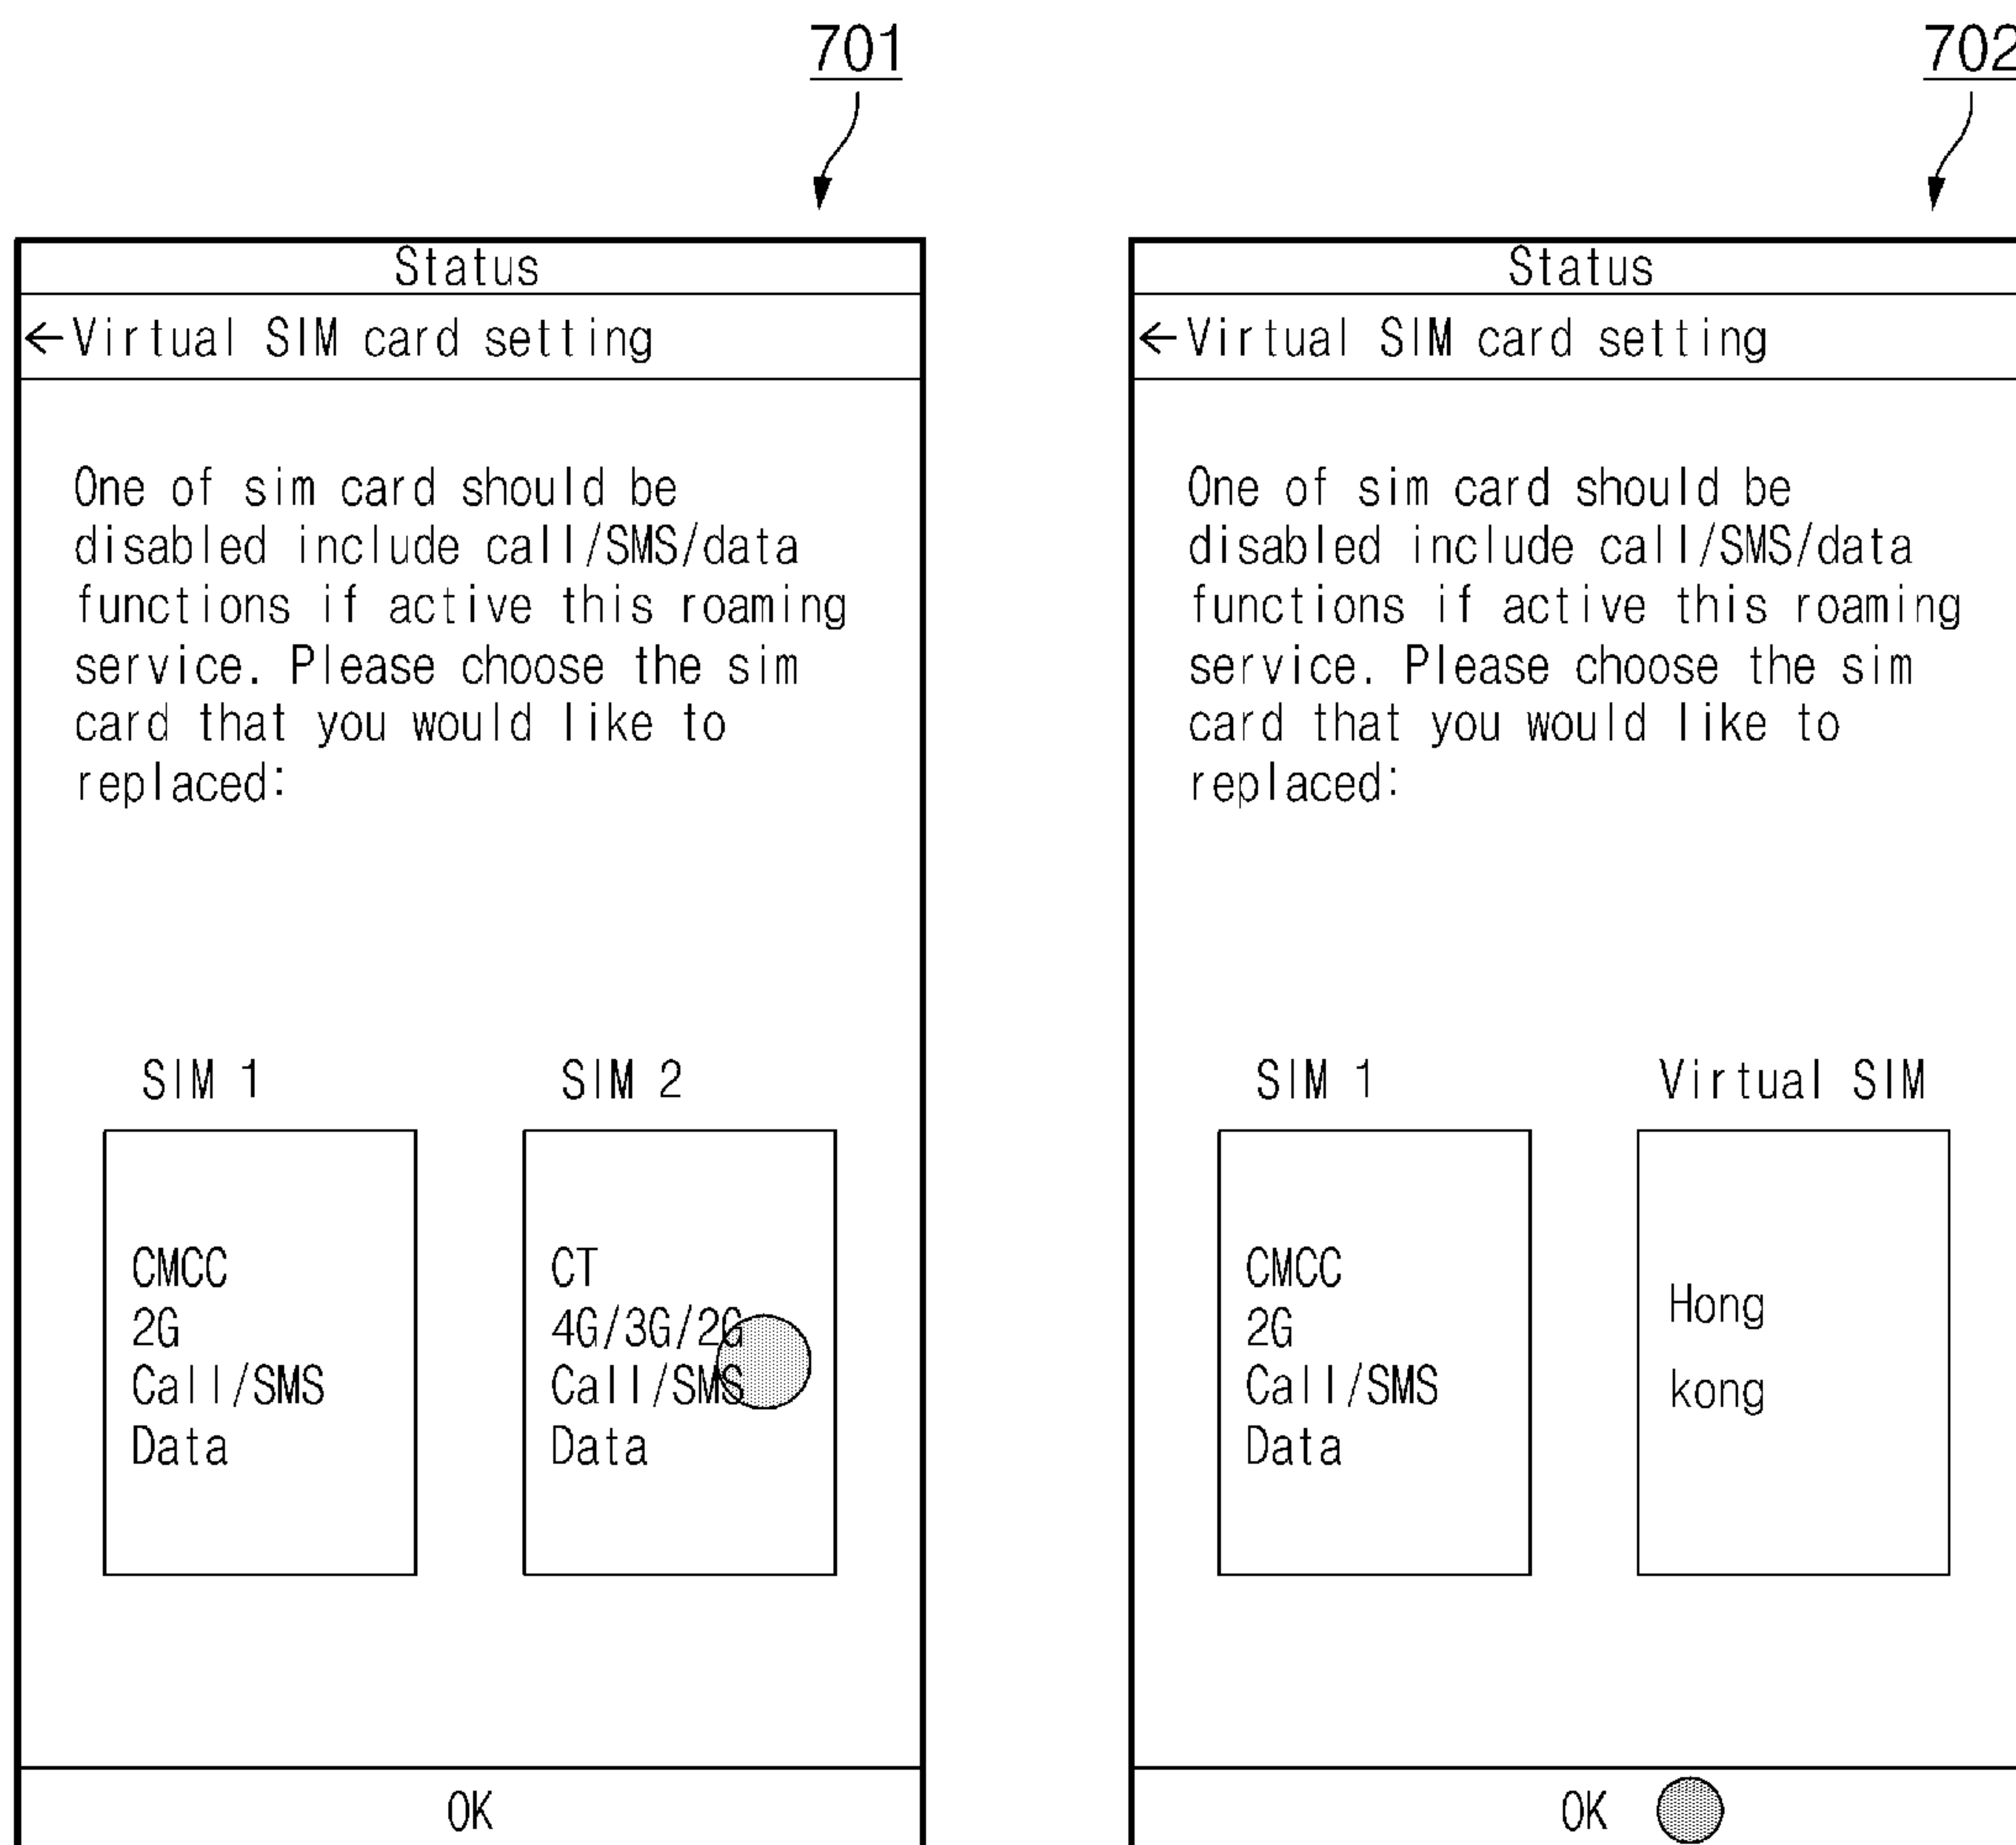 701
Status
←Virtual SIM card setting
One of sim card should be
disabled include call/SMS/data
functions if active this roaming
service. Please choose the sim
card that you would like to
replaced:
SIM 1
CMCC
2G
Call/SMS
Data
SIM 2
CT
4G/3G/2G
Call/SMS
Data
OK
702
Status
←Virtual SIM card setting
One of sim card should be
disabled include call/SMS/data
functions if active this roaming
service. Please choose the sim
card that you would like to
replaced:
SIM 1
CMCC
2G
Call/SMS
Data
Virtual SIM
Hong
kong
OK